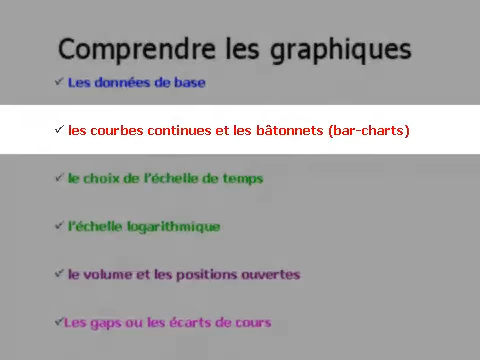 Comprendre les graphiques
✓ Les données de base
✓ les courbes continues et les bâtonnets (bar-charts)
✓ le choix de l'échelle de temps
✓ l'échelle logarithmique
✓ le volume et les positions ouvertes
✓Les gaps ou les écarts de cours